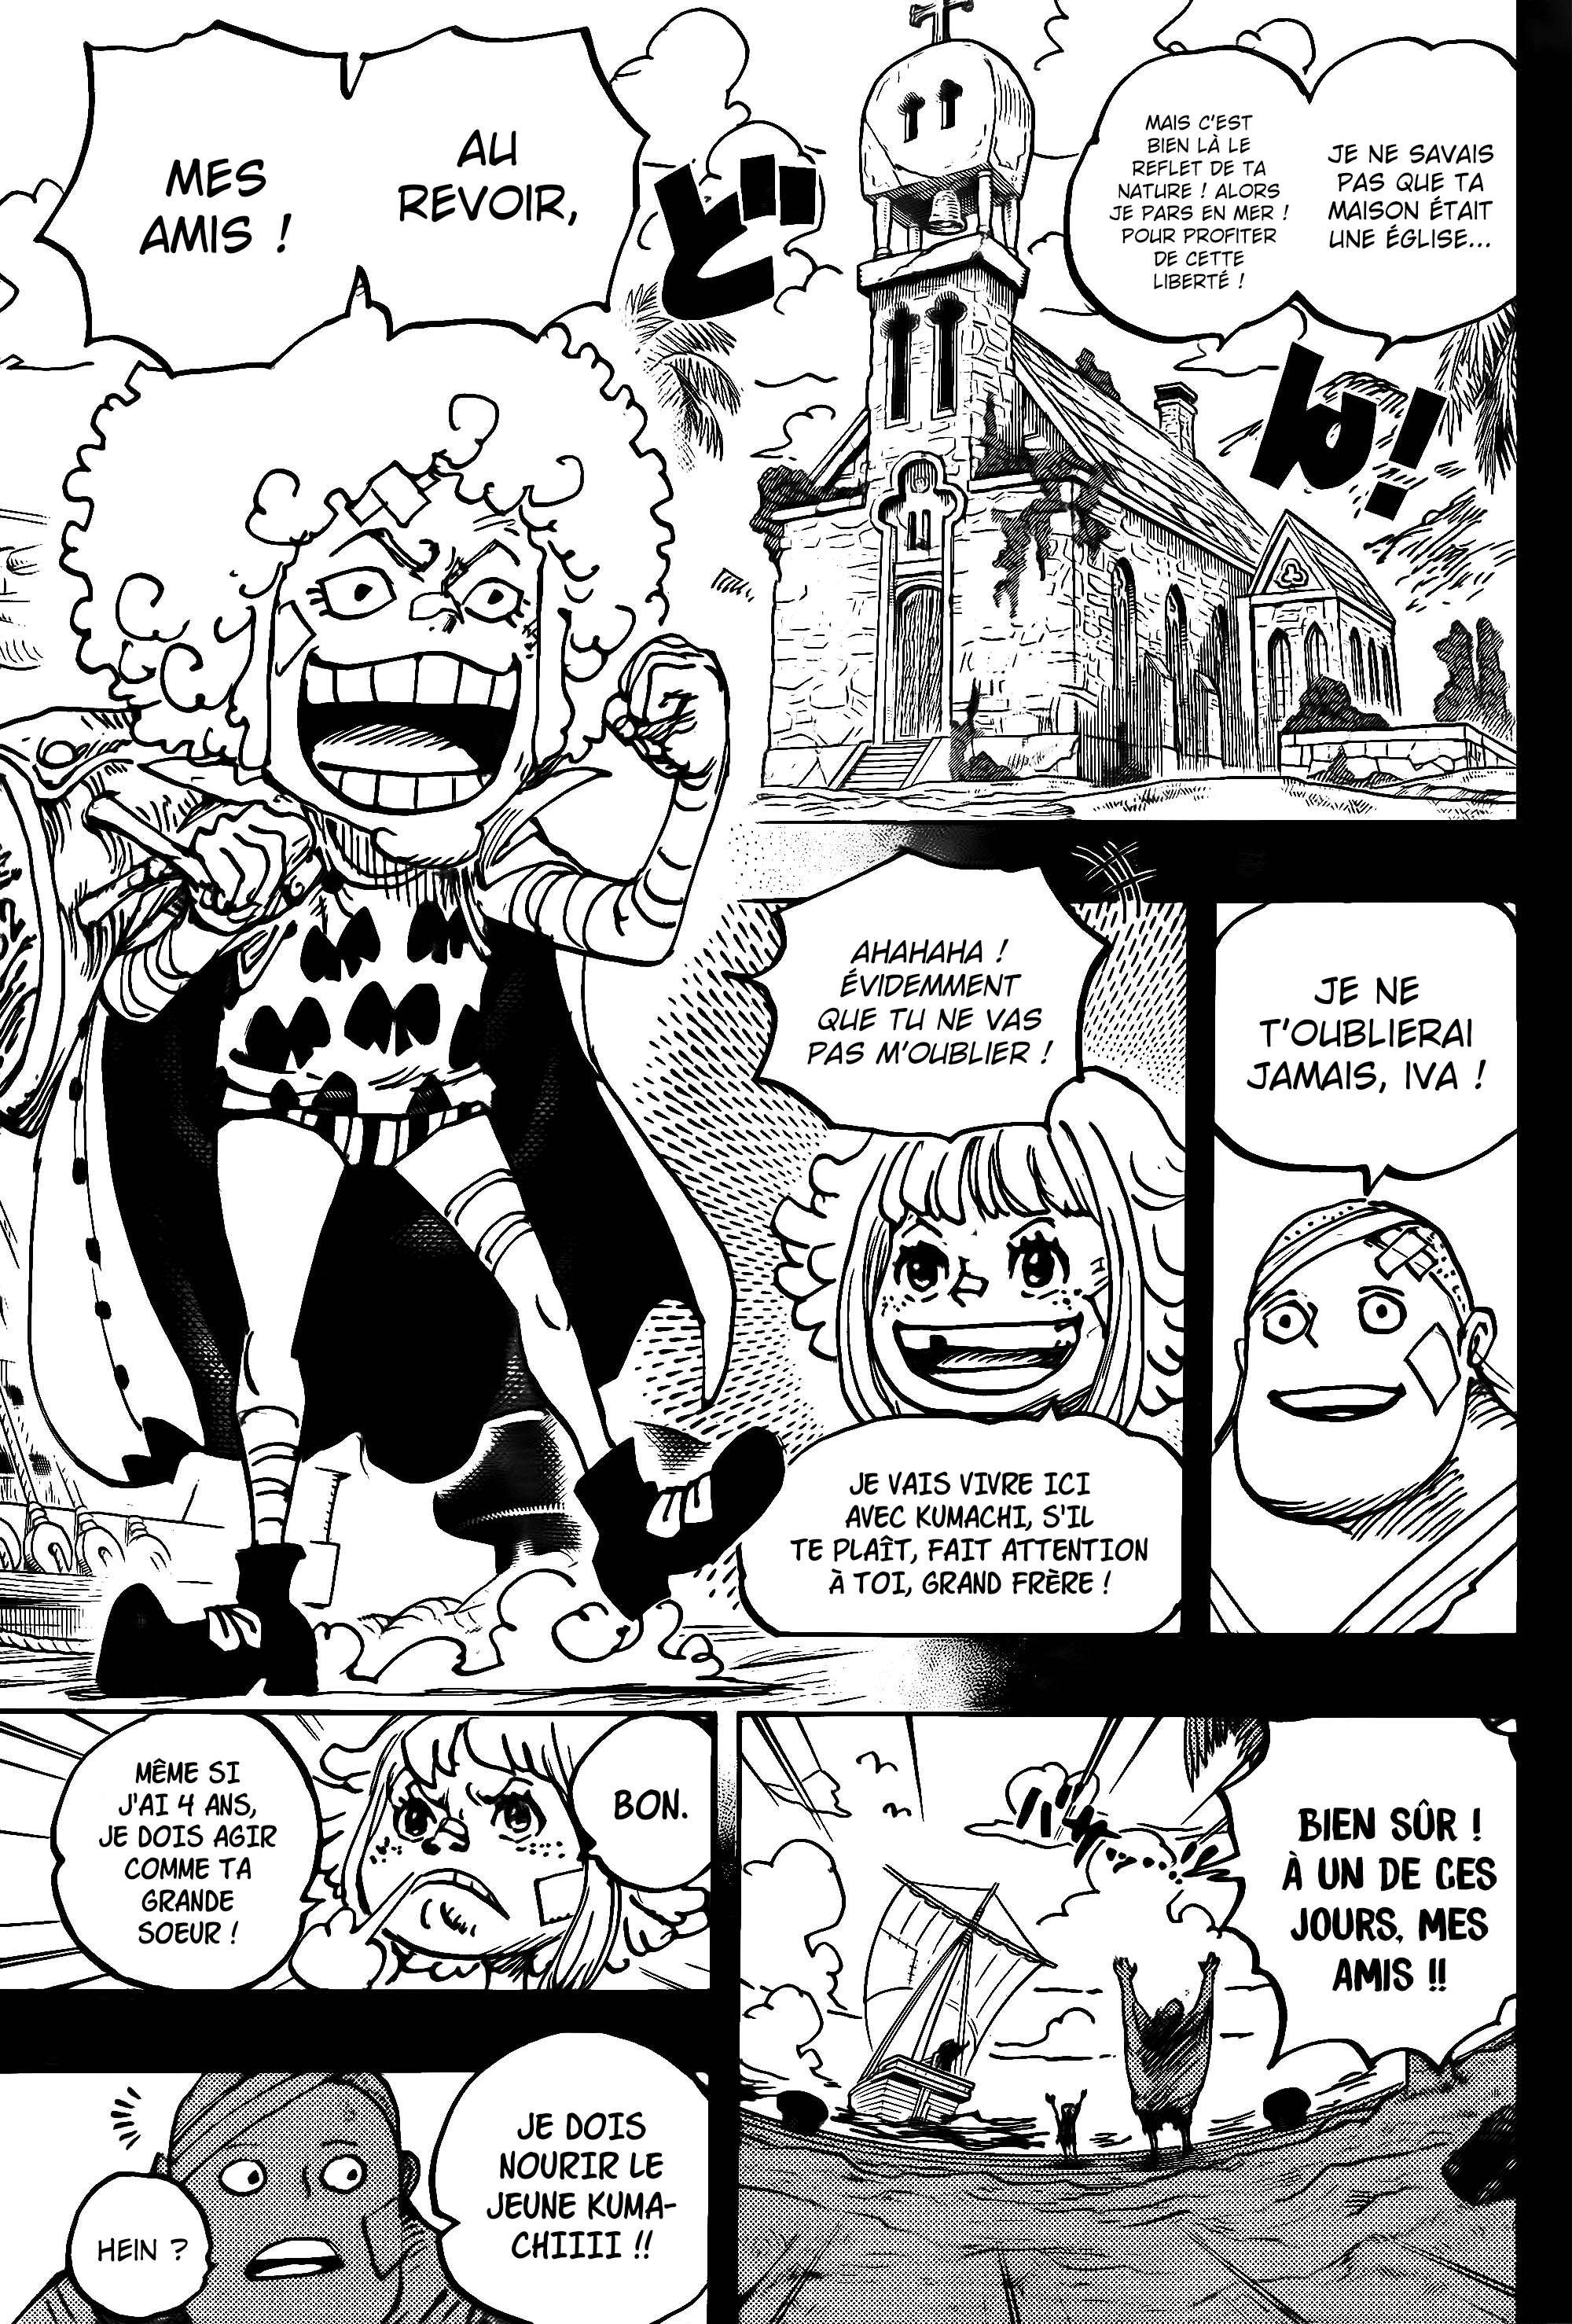 JE NE SAVAIS
PAS QUE TA
MAISON ÉTAIT
UNE ÉGLISE...
MAIS C'EST
BIEN LÀ LE
REFLET DE TA
NATURE ! ALORS
JE PARS EN MER !
POUR PROFITER
DE CETTE
LIBERTÉ !
ど
ん!
AU
REVOIR,
MES
AMIS !
JE NE
T'OUBLIERAI
JAMAIS, IVA !
AHAHAHA !
ÉVIDEMMENT
QUE TU NE VAS
PAS M'OUBLIER !
JE VAIS VIVRE ICI
AVEC KUMACHI, S'IL
TE PLAÎT, FAIT ATTENTION
À TOI, GRAND FRÈRE !
BIEN SÛR !
À UN DE CES
JOURS, MES
AMIS !!
BON.
MÊME SI
J'AI 4 ANS,
JE DOIS AGIR
COMME TA
GRANDE
SOEUR !
JE DOIS
NOURIR LE
JEUNE KUMA-
CHIIII !!
HEIN ?